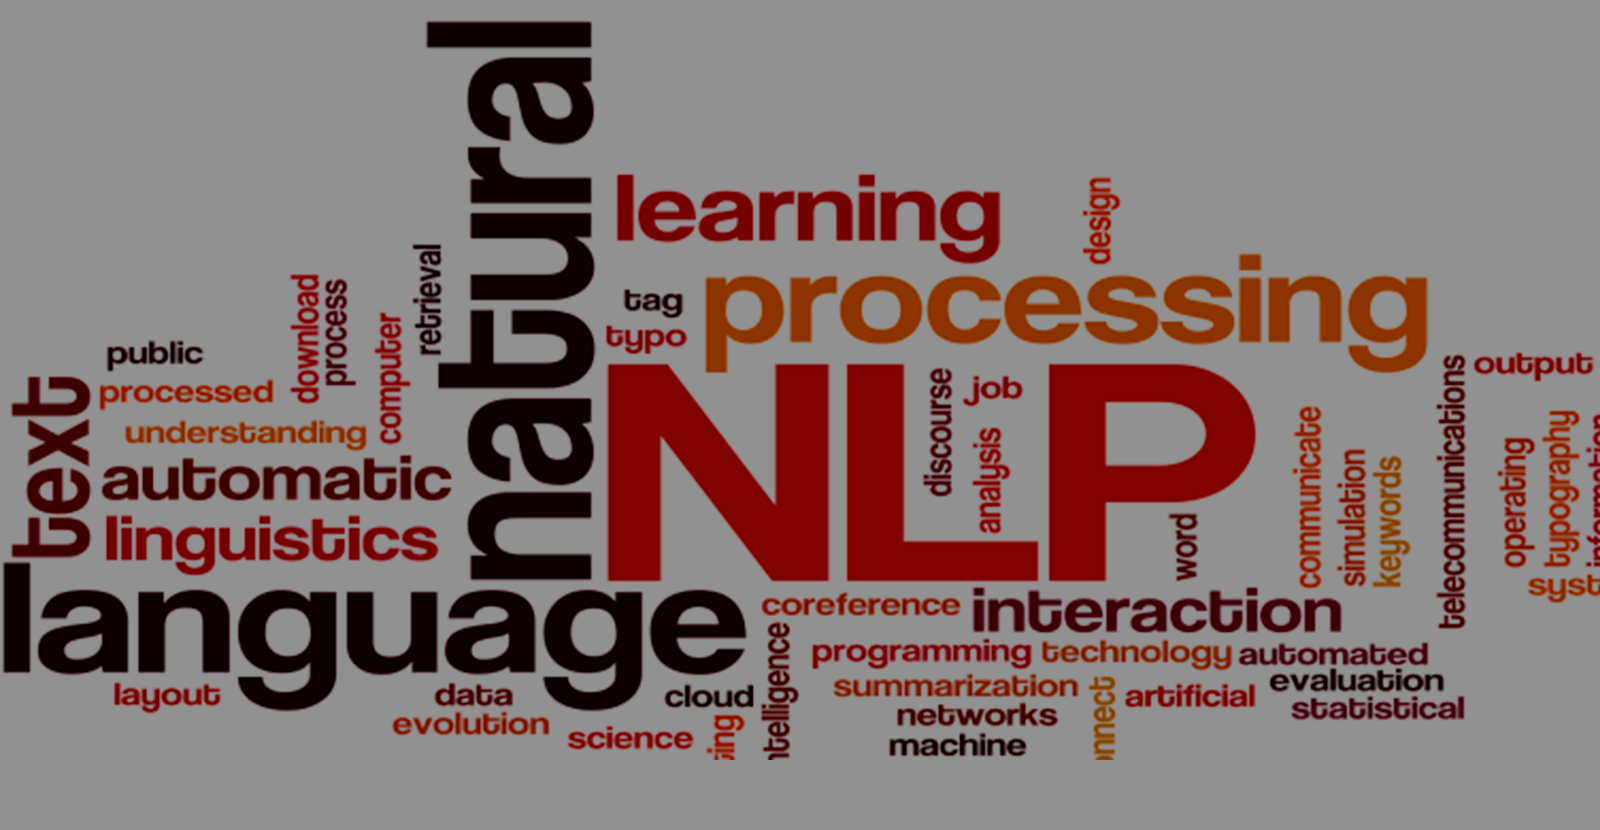 natural
learning
design
processing
tag
typo
retrieval
download
process
computer
public
processed
understanding
text
automatic
linguistics
NLP
discourse
job
analysis
word
communicate
simulation
keywords
telecommunications
output
operating
typography
syst
language
coreference
interaction
programming
technology
automated
layout
data
cloud
ntelligence
summarization
onnect
artificial
evaluation
statistical
evolution
science
ting
networks
machine